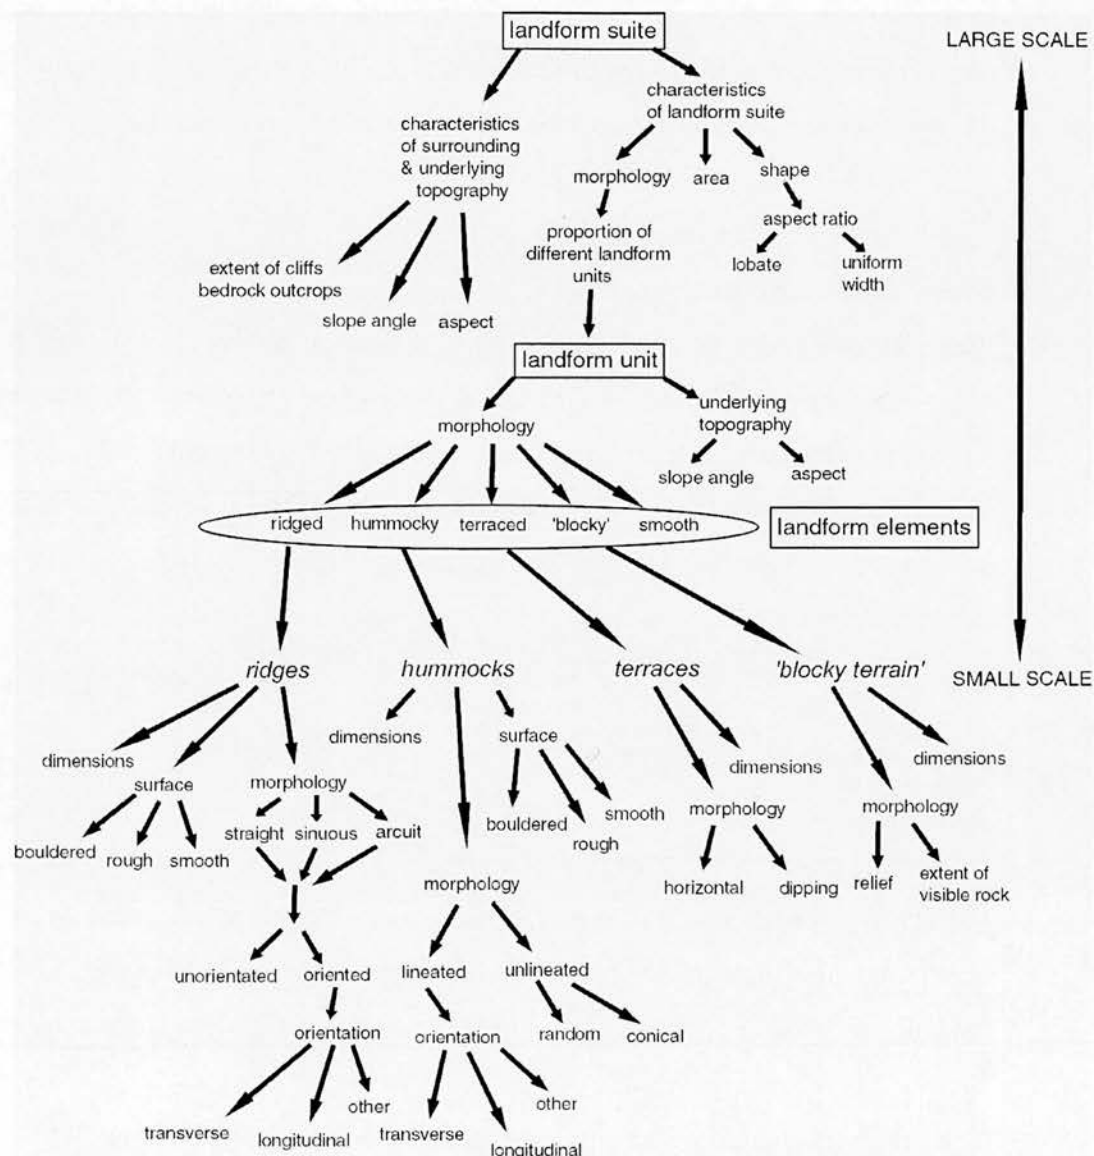 landform suite
LARGE SCALE
characteristics
of landform suite
characteristics
of surrounding
& underlying
topography
morphology
area
shape
aspect ratio
proportion of
different landform
units
lobate
uniform
width
extent of cliffs
bedrock outcrops
slope angle
aspect
landform unit
underlying
topography
morphology
slope angle
aspect
ridged
hummocky
terraced
'blocky'
smooth
landform elements
ridges
hummocks
terraces
'blocky terrain'
SMALL SCALE
dimensions
surface
morphology
dimensions
surface
dimensions
dimensions
bouldered
rough
smooth
straight
sinuous
arcuit
bouldered
rough
smooth
morphology
morphology
horizontal
dipping
relief
extent of
visible rock
morphology
unorientated
oriented
lineated
unlineated
orientation
orientation
random
conical
transverse
longitudinal
other
transverse
longitudinal
other